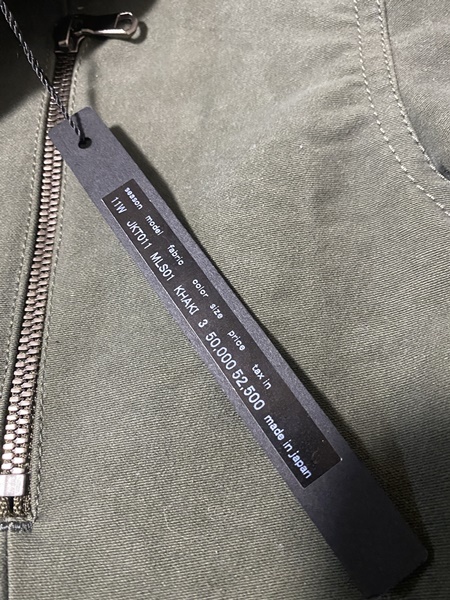 season model fabric color size price tax in
11W JKT011 MLS01 KHAKI 3 50,000 52,500 made in japan